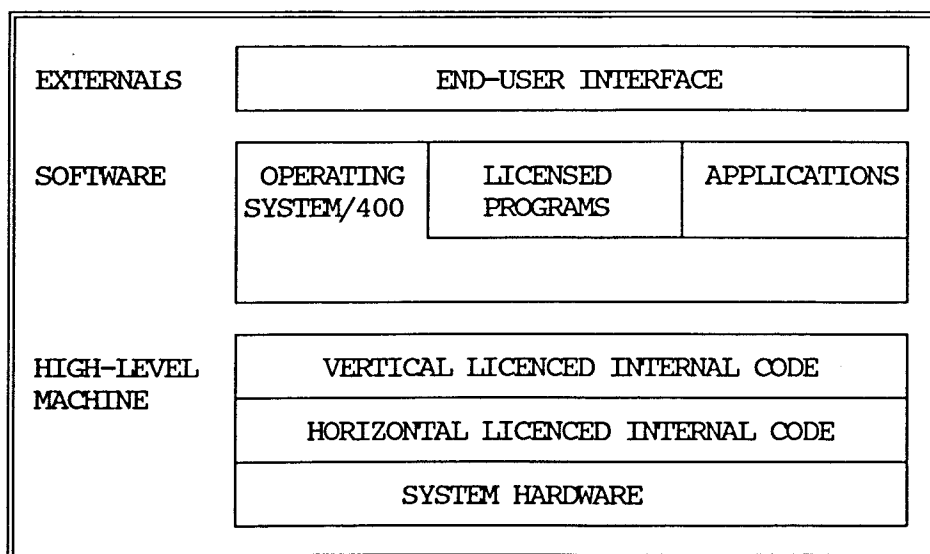 EXTERNALS
END-USER INTERFACE
SOFTWARE
OPERATING
SYSTEM/400
LICENSED
PROGRAMS
APPLICATIONS
HIGH-LEVEL
MACHINE
VERTICAL LICENCED INTERNAL CODE
HORIZONTAL LICENCED INTERNAL CODE
SYSTEM HARDWARE